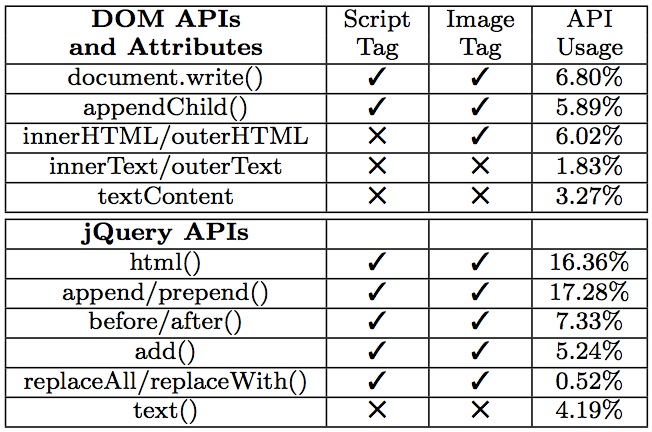 DOM APIs and Attributes Script Tag Image Tag API Usage
document.write() ✓ ✓ 6.80%
appendChild() ✓ ✓ 5.89%
innerHTML/outerHTML ✕ ✓ 6.02%
innerText/outerText ✕ ✕ 1.83%
textContent ✕ ✕ 3.27%
jQuery APIs
html() ✓ ✓ 16.36%
append/prepend() ✓ ✓ 17.28%
before/after() ✓ ✓ 7.33%
add() ✓ ✓ 5.24%
replaceAll/replaceWith() ✓ ✓ 0.52%
text() ✕ ✕ 4.19%